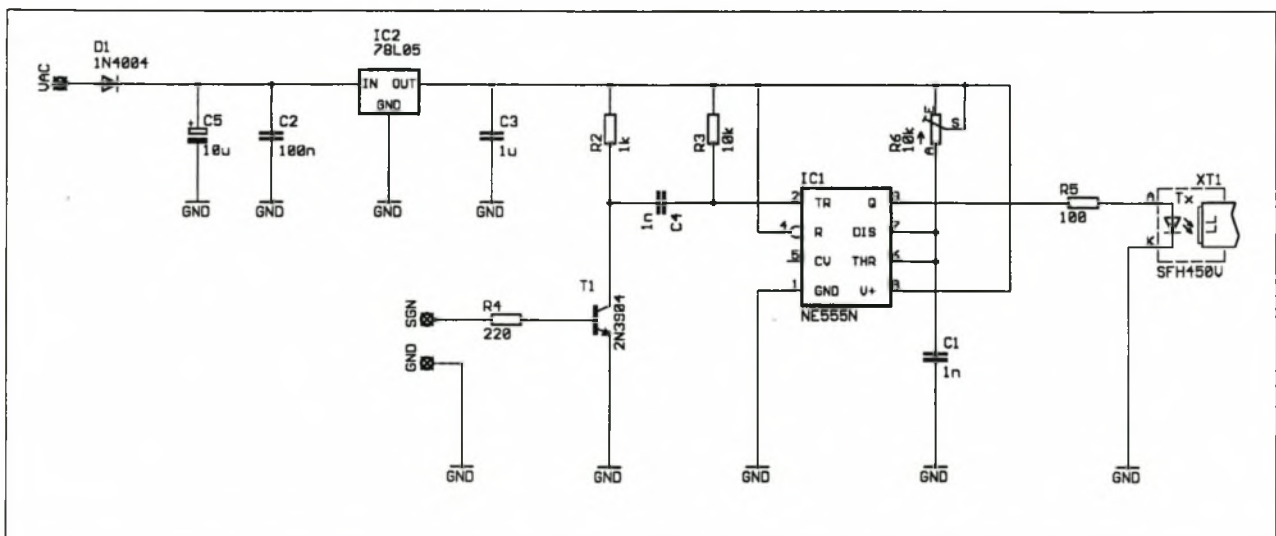 VAC
D1
1N4004
C5
10u
GND
C2
100n
GND
IC2
78L05
IN OUT
GND
GND
C3
1u
GND
R2
1k
C4
1n
R3
10k
SGN
GND
R4
220
GND
T1
2N3904
GND
IC1
2 TR Q 3
4 R DIS 7
5 CV THR 6
1 GND V+ 8
NE555N
GND
R6
10k
E
S
A
C1
1n
GND
R5
100
GND
XT1
A Tx
K
LL
SFH450V